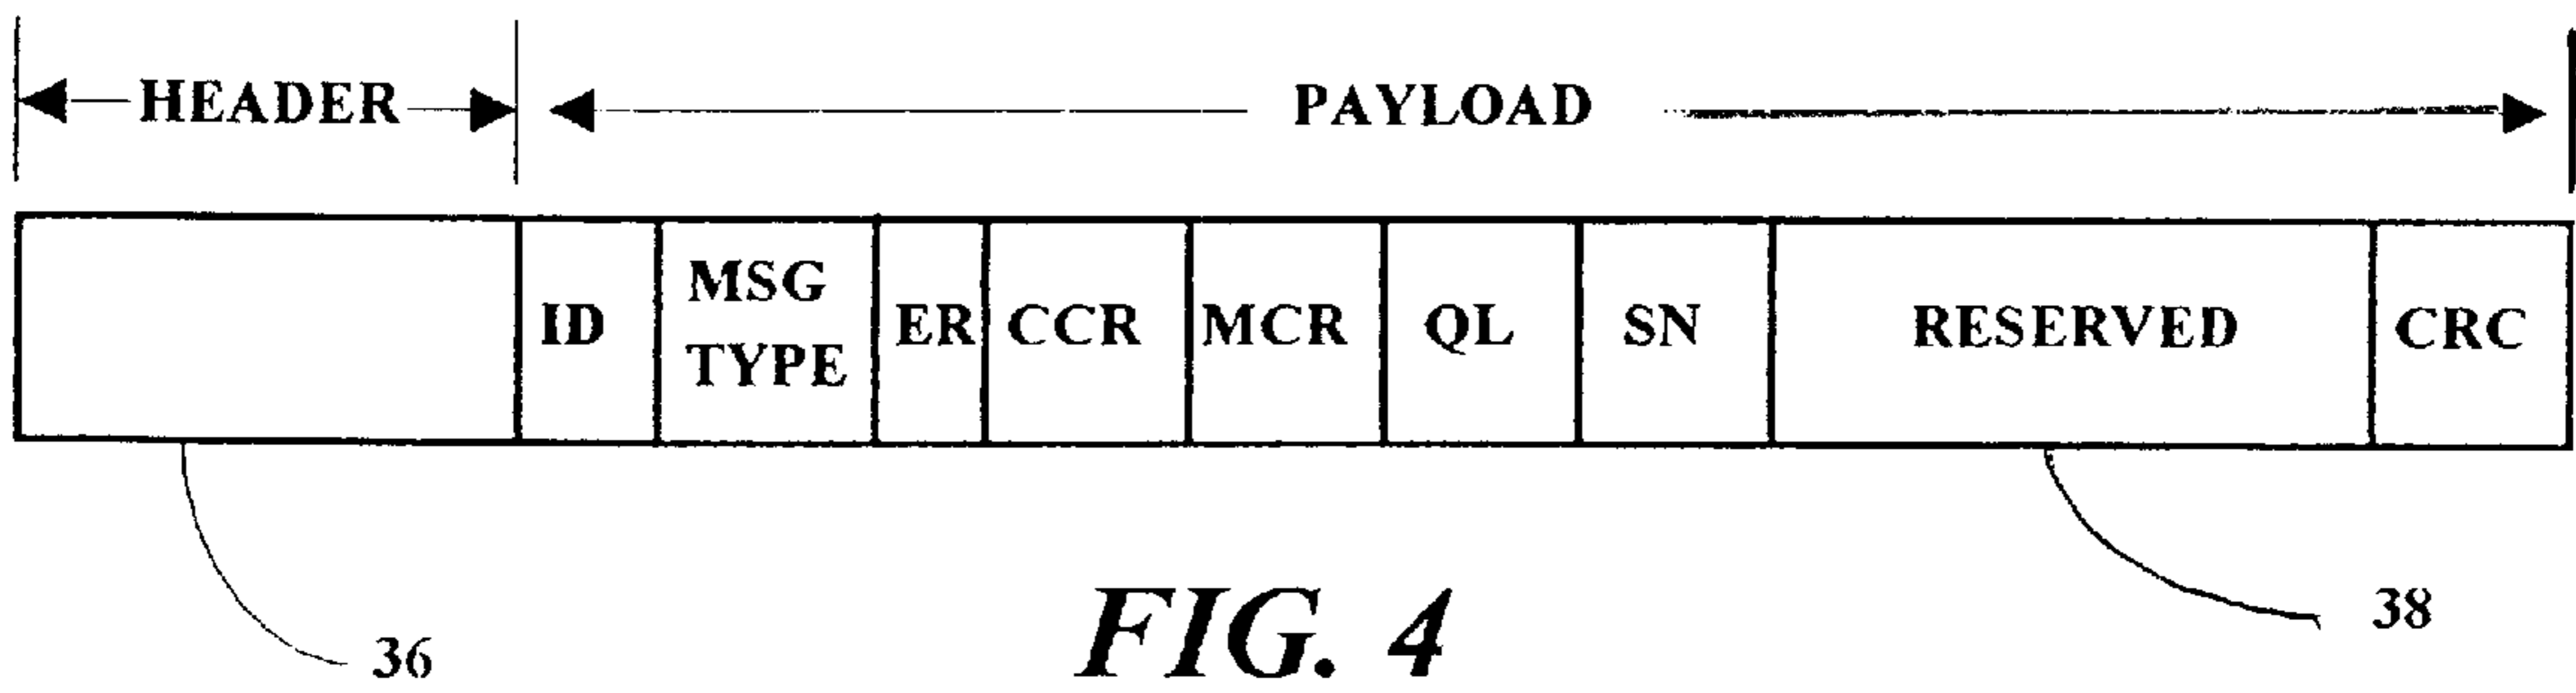 HEADER PAYLOAD
ID MSG TYPE ER CCR MCR QL SN RESERVED CRC
36 38
FIG. 4